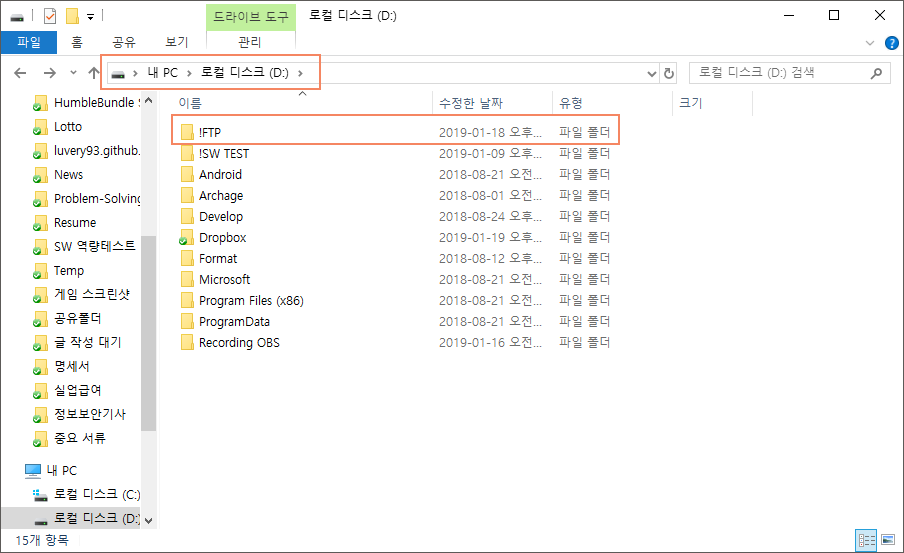 드라이브 도구
로컬 디스크 (D:)
파일
홈
공유
보기
관리
내 PC
로컬 디스크 (D:)
로컬 디스크 (D:) 검색
이름
수정한 날짜
유형
크기
HumbleBundle S
Lotto
luvery93.github.
News
Problem-Solving
Resume
SW 역량테스트
Temp
게임 스크린샷
공유폴더
글 작성 대기
명세서
실업급여
정보보안기사
중요 서류
내 PC
로컬 디스크 (C:)
로컬 디스크 (D:)
!FTP 2019-01-18 오후... 파일 폴더
!SW TEST 2019-01-09 오후... 파일 폴더
Android 2018-08-21 오전... 파일 폴더
Archage 2018-08-01 오전... 파일 폴더
Develop 2018-08-24 오후... 파일 폴더
Dropbox 2019-01-19 오후... 파일 폴더
Format 2018-08-12 오후... 파일 폴더
Microsoft 2018-08-21 오전... 파일 폴더
Program Files (x86) 2018-08-21 오전... 파일 폴더
ProgramData 2018-08-21 오전... 파일 폴더
Recording OBS 2019-01-16 오전... 파일 폴더
15개 항목